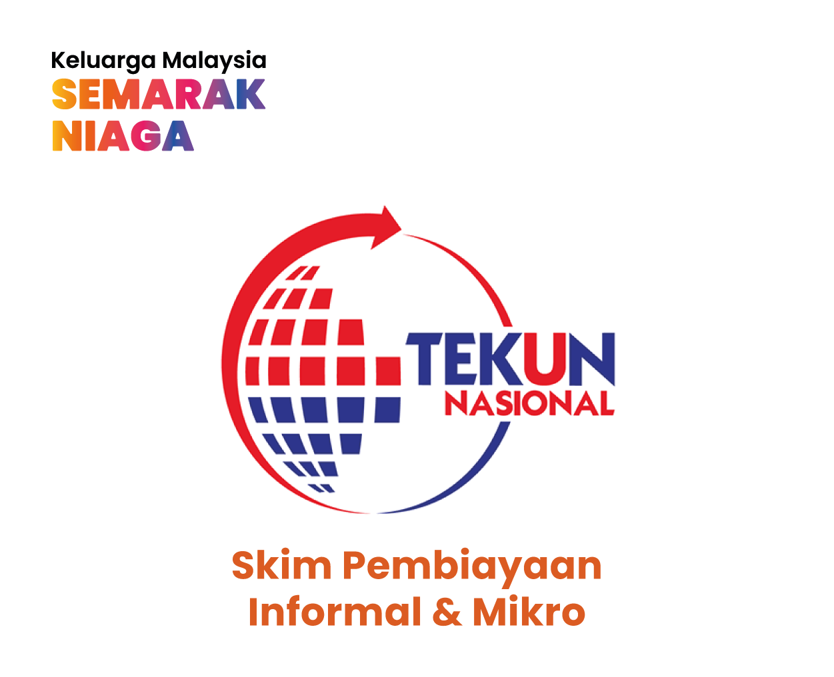 Keluarga Malaysia
SEMARAK
NIAGA
TEKUN
NASIONAL
Skim Pembiayaan
Informal & Mikro